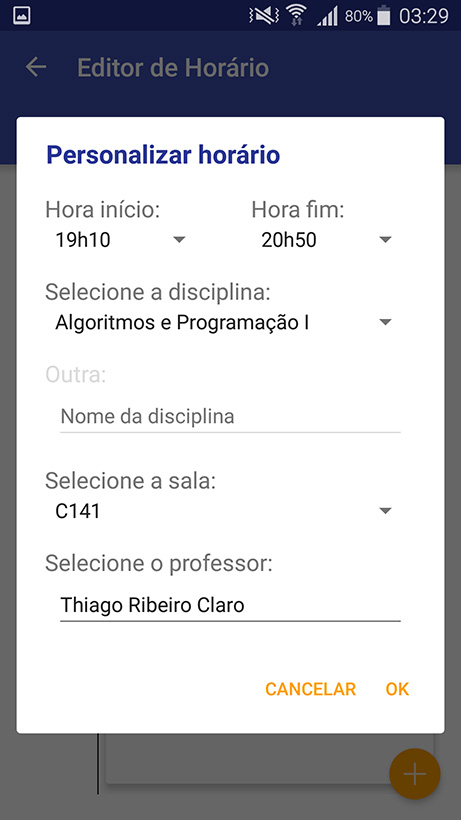 80% 03:29
Editor de Horário
Personalizar horário
Hora início: Hora fim:
19h10 20h50
Selecione a disciplina:
Algoritmos e Programação I
Outra:
Nome da disciplina
Selecione a sala:
C141
Selecione o professor:
Thiago Ribeiro Claro
CANCELAR OK